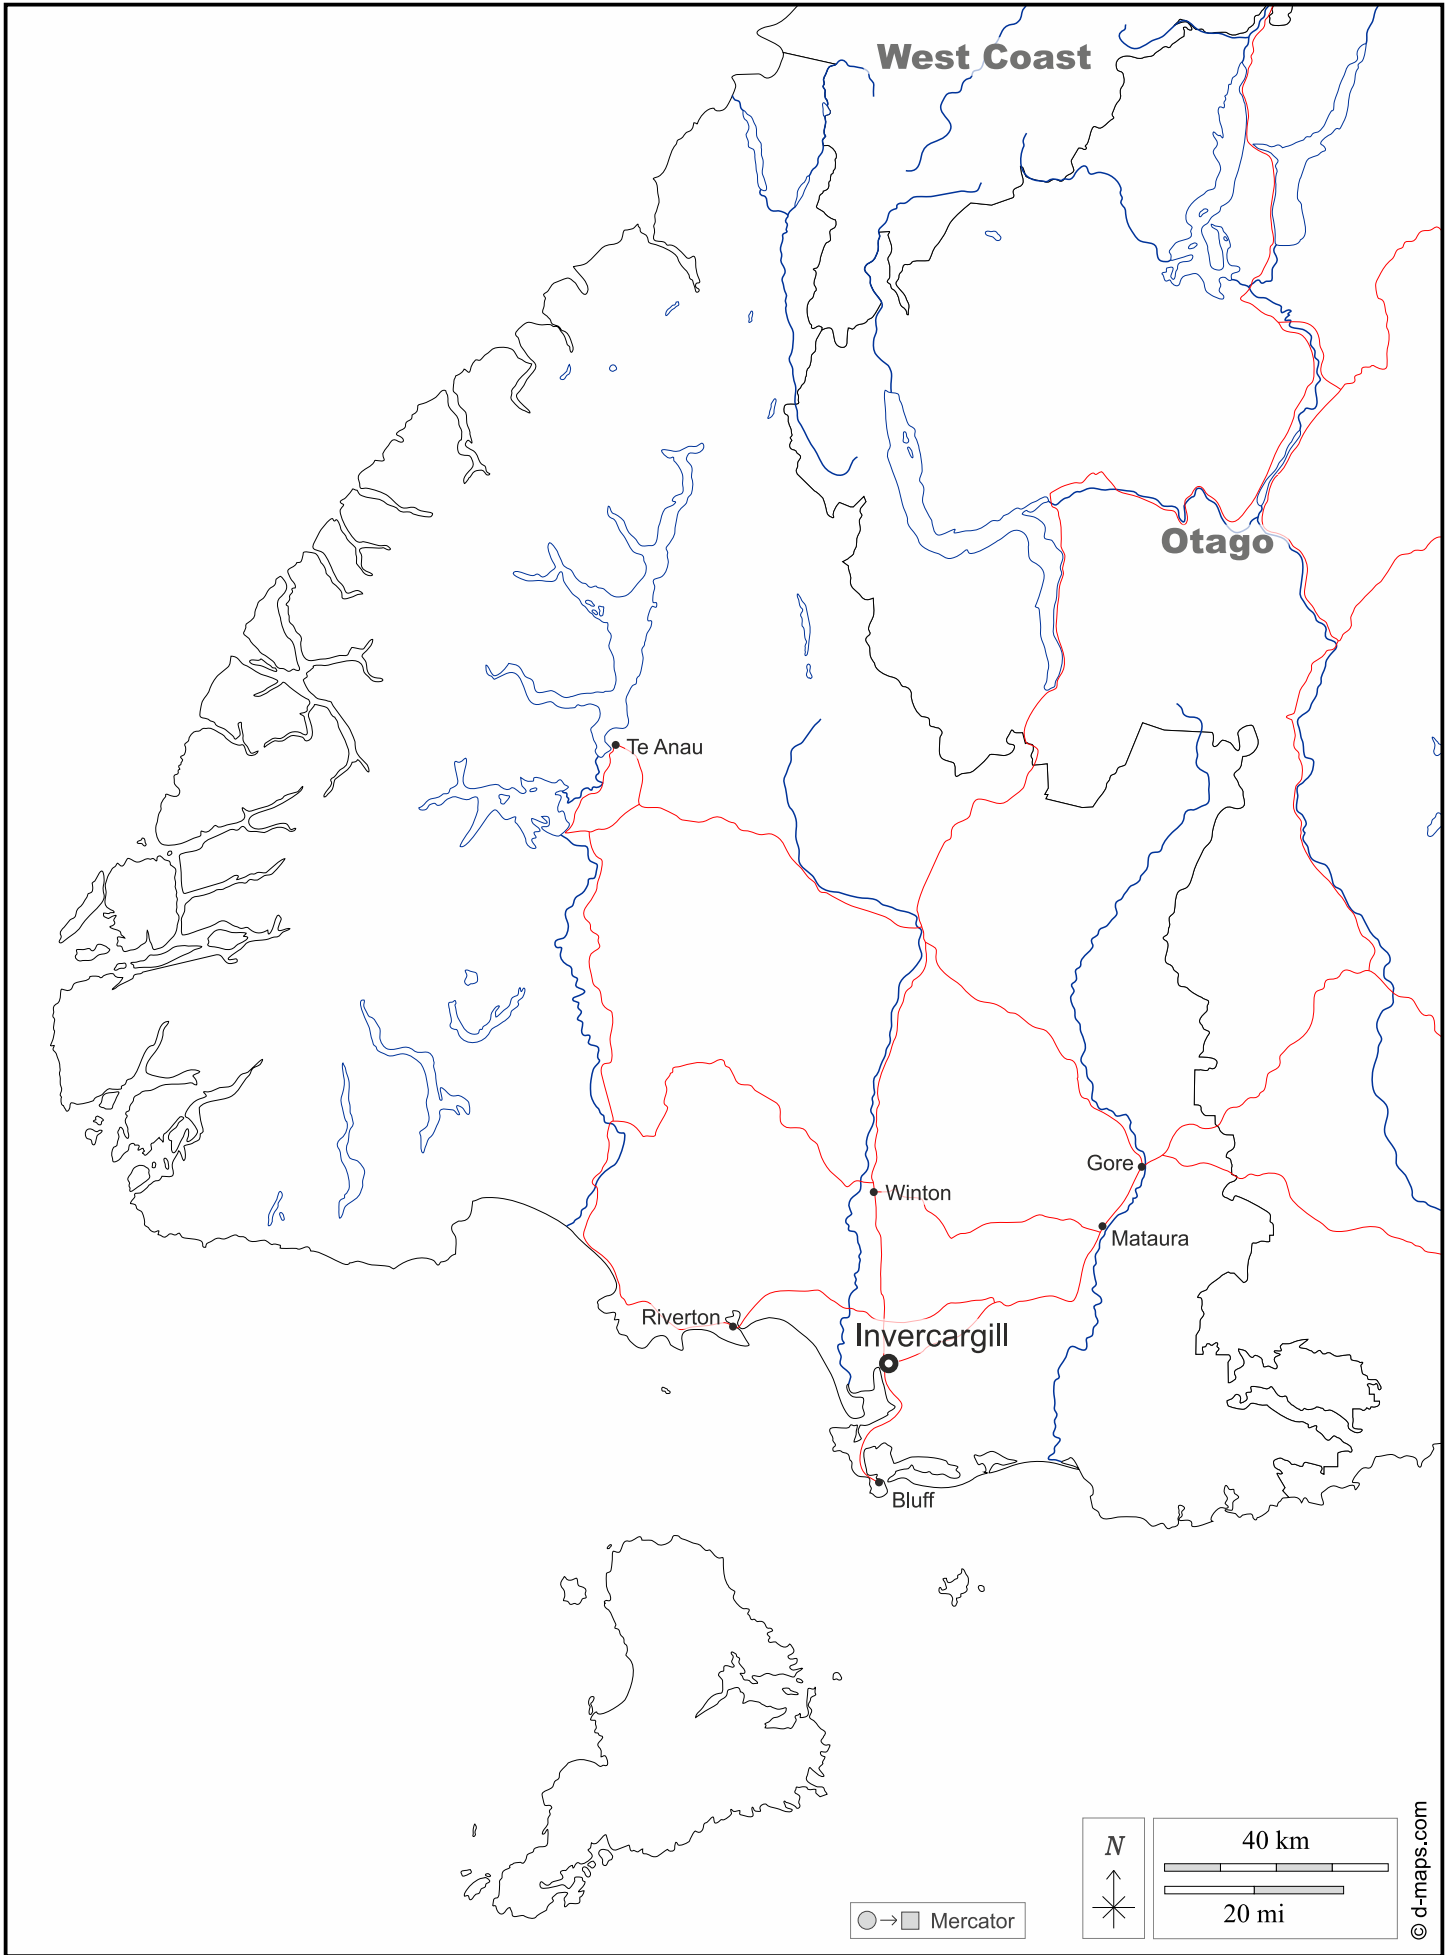 West Coast
Otago
Te Anau
Gore
Winton
Mataura
Riverton
Invercargill
Bluff
N
40 km
20 mi
Mercator
© d-maps.com